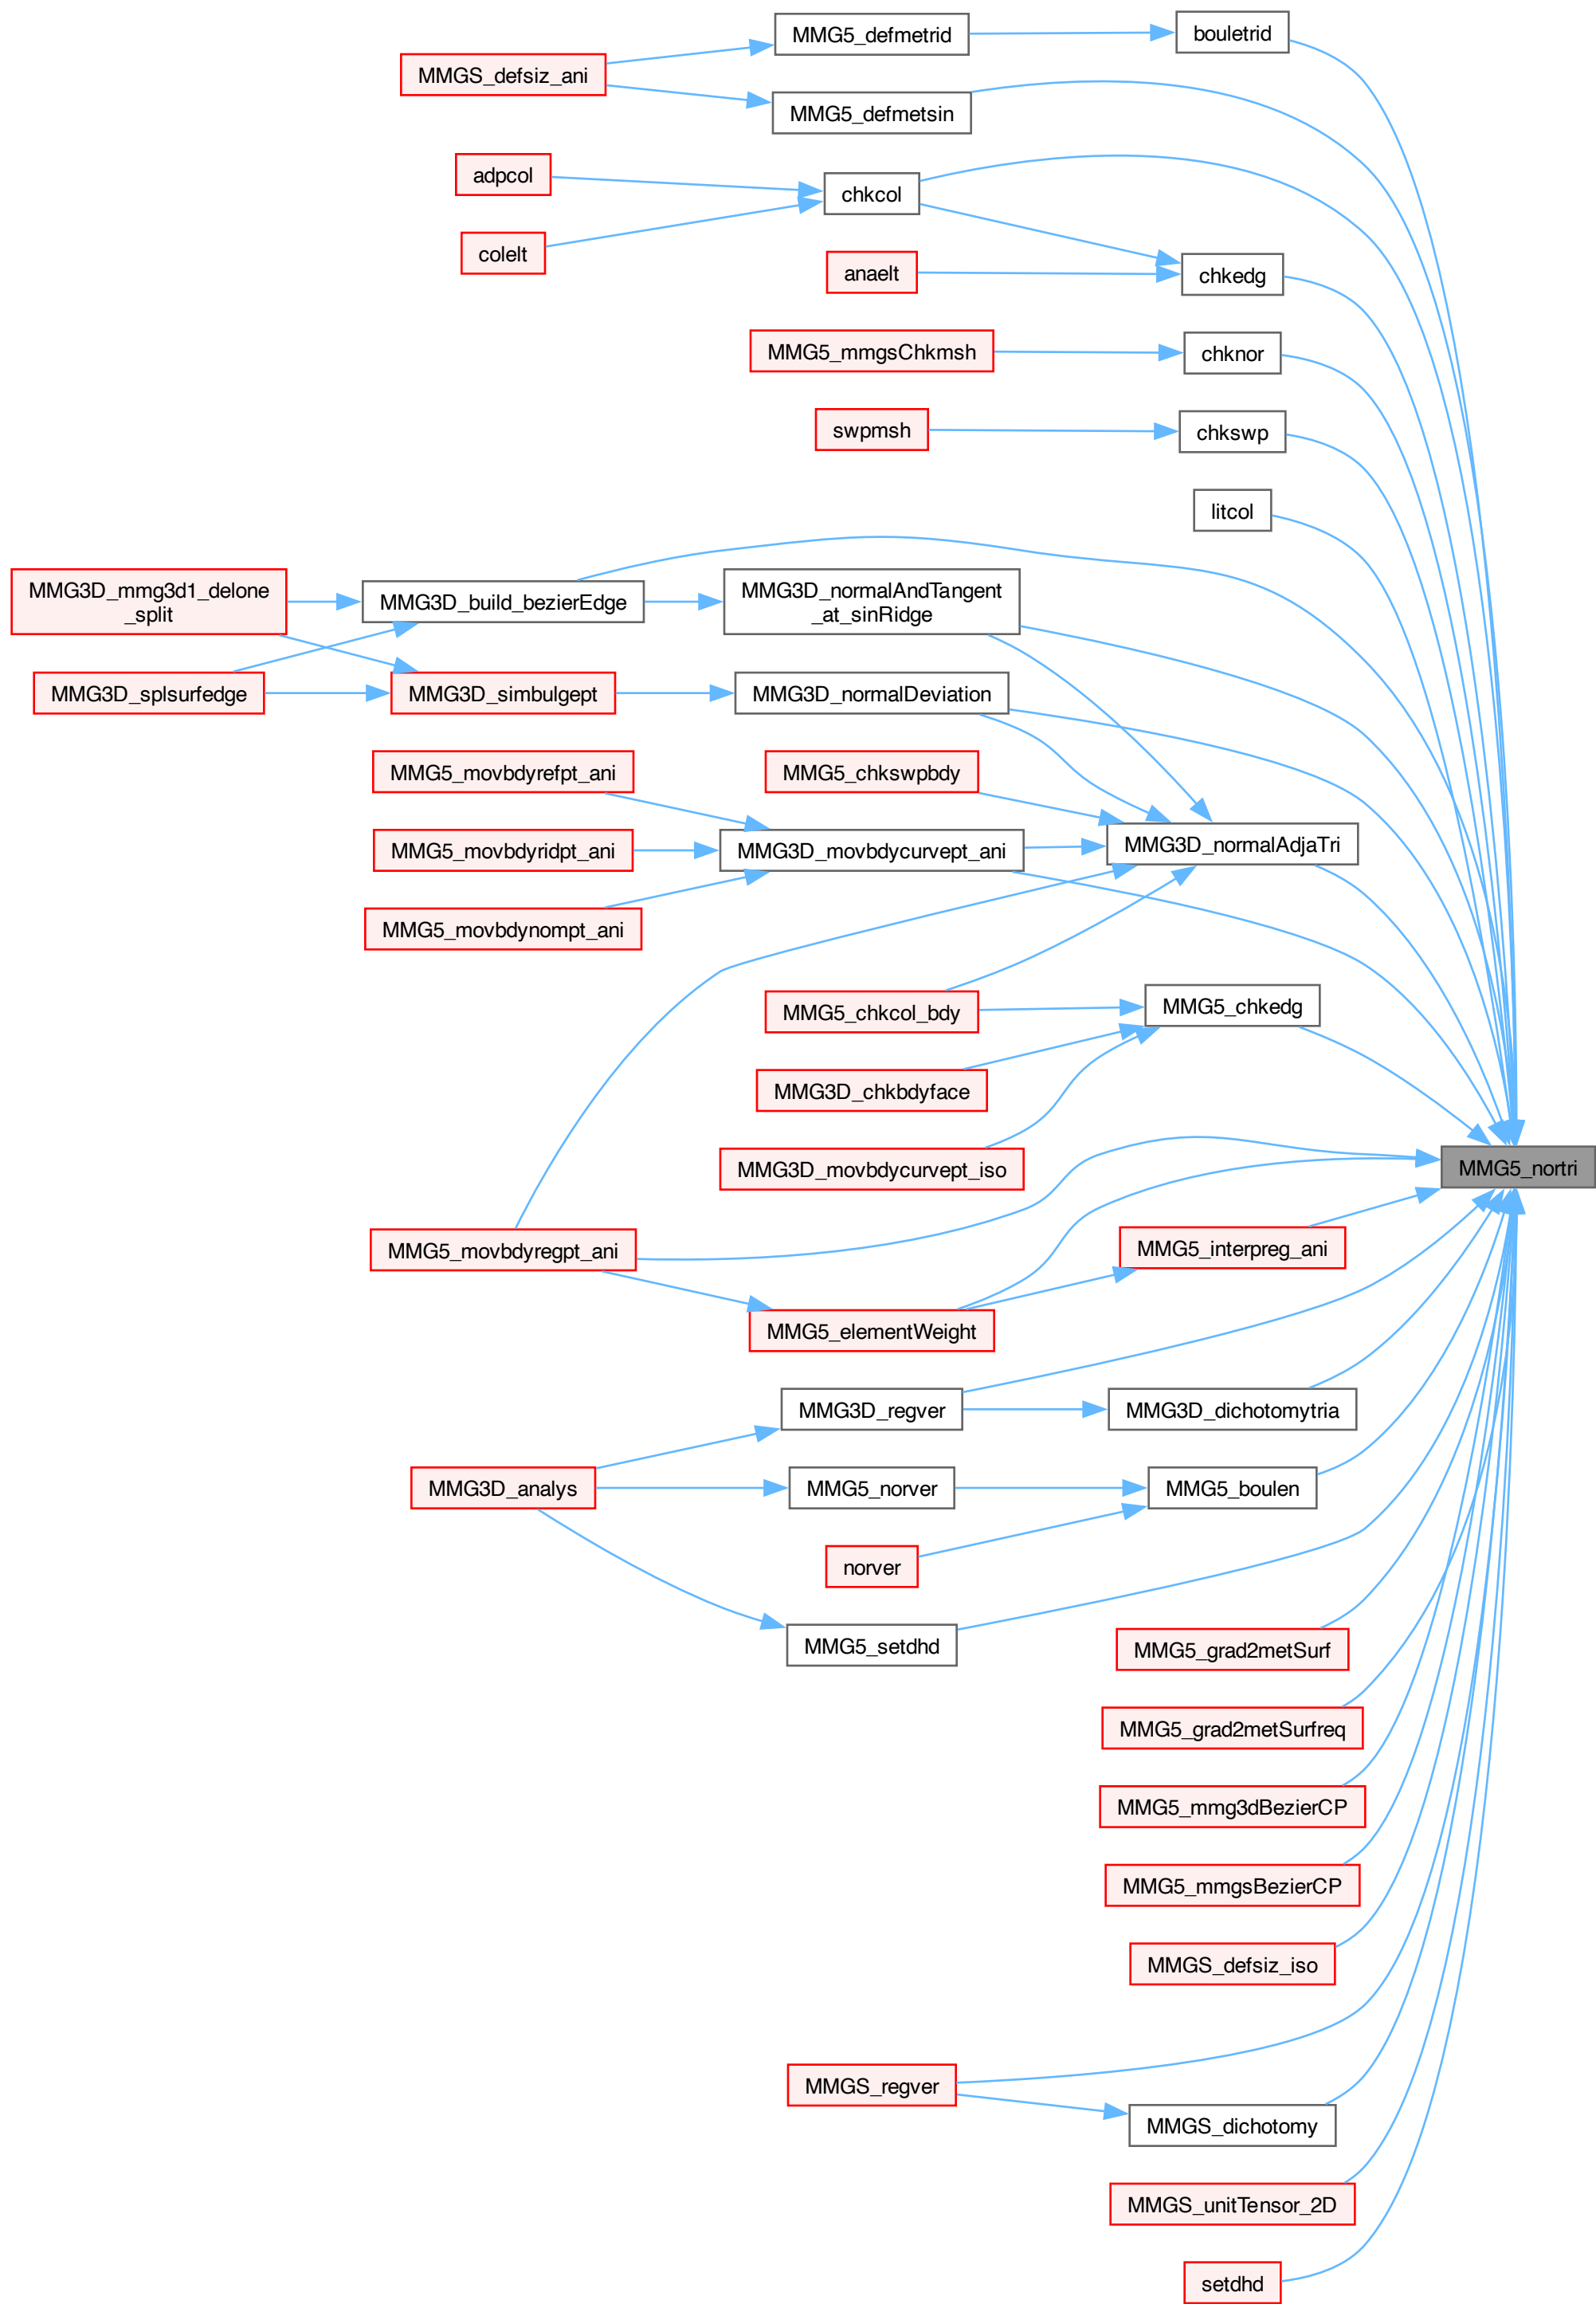 MMG5_defmetrid
bouletrid
MMGS_defsiz_ani
MMG5_defmetsin
adpcol
chkcol
colelt
anaelt
chkedg
MMG5_mmgsChkmsh
chknor
swpmsh
chkswp
litcol
MMG3D_mmg3d1_delone
_split
MMG3D_build_bezierEdge
MMG3D_normalAndTangent
_at_sinRidge
MMG3D_splsurfedge
MMG3D_simbulgept
MMG3D_normalDeviation
MMG5_movbdyrefpt_ani
MMG5_chkswpbdy
MMG5_movbdyridpt_ani
MMG3D_movbdycurvept_ani
MMG3D_normalAdjaTri
MMG5_movbdynompt_ani
MMG5_chkcol_bdy
MMG5_chkedg
MMG3D_chkbdyface
MMG3D_movbdycurvept_iso
MMG5_nortri
MMG5_movbdyregpt_ani
MMG5_interpreg_ani
MMG5_elementWeight
MMG3D_regver
MMG3D_dichotomytria
MMG3D_analys
MMG5_norver
MMG5_boulen
norver
MMG5_setdhd
MMG5_grad2metSurf
MMG5_grad2metSurfreq
MMG5_mmg3dBezierCP
MMG5_mmgsBezierCP
MMGS_defsiz_iso
MMGS_regver
MMGS_dichotomy
MMGS_unitTensor_2D
setdhd